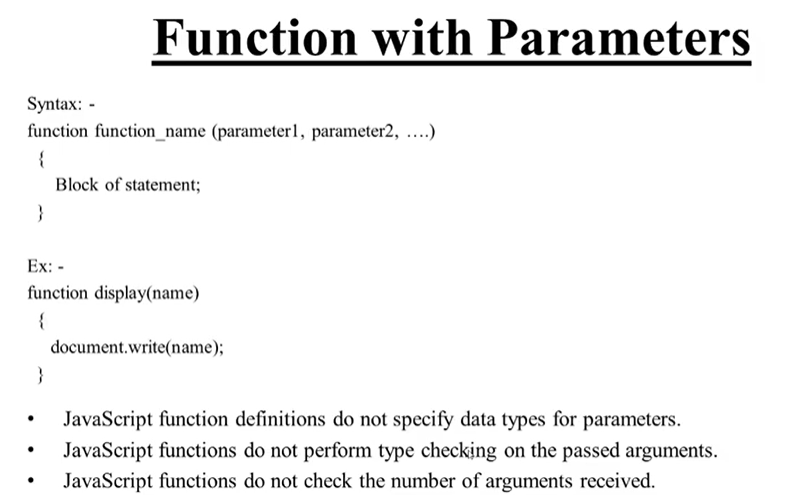 Function with Parameters
Syntax: -
function function_name (parameter1, parameter2, ….)
{
Block of statement;
}
Ex: -
function display(name)
{
document.write(name);
}
• JavaScript function definitions do not specify data types for parameters.
• JavaScript functions do not perform type checking on the passed arguments.
• JavaScript functions do not check the number of arguments received.